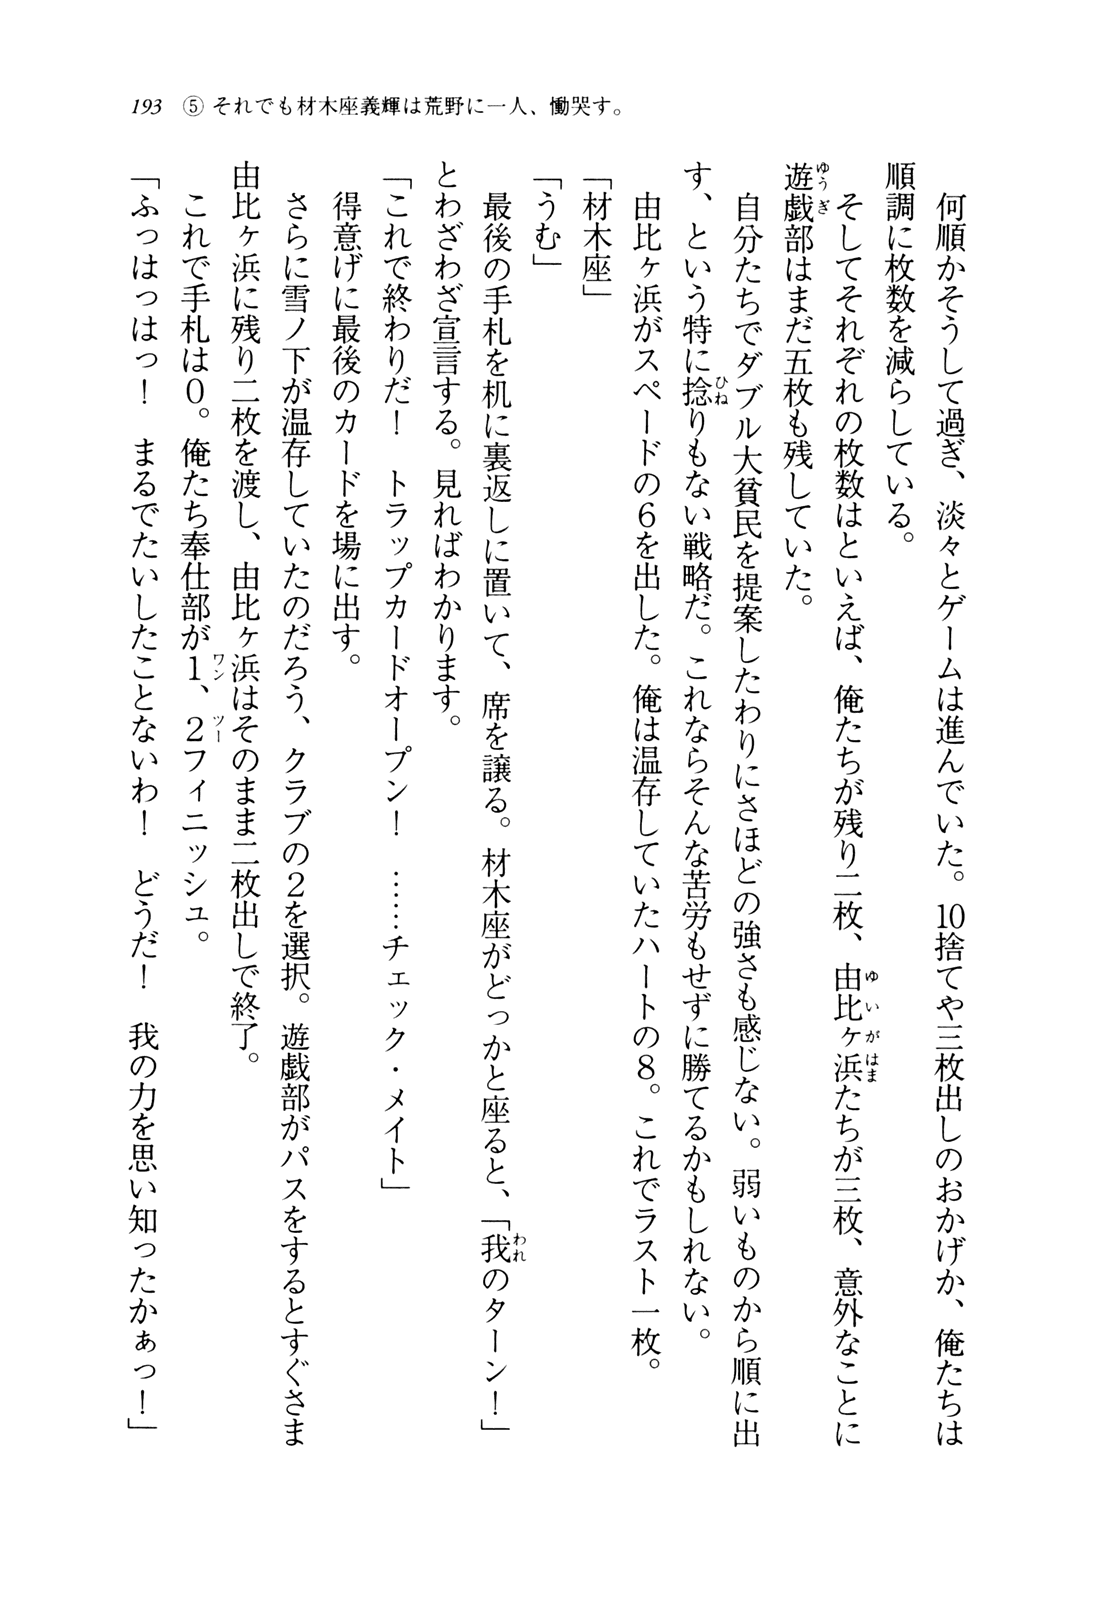 193 ⑤ それでも材木座義輝は荒野に一人、慟哭す。
　何順かそうして過ぎ、淡々とゲームは進んでいた。10捨てや三枚出しのおかげか、俺たちは
順調に枚数を減らしている。
　そしてそれぞれの枚数はといえば、俺たちが残り二枚、由比ヶ浜たちが三枚、意外なことに
遊戯部はまだ五枚も残していた。
　自分たちでダブル大貧民を提案したわりにさほどの強さも感じない。弱いものから順に出
す、という特に捻りもない戦略だ。これならそんな苦労もせずに勝てるかもしれない。
　由比ヶ浜がスペードの6を出した。俺は温存していたハートの8。これでラスト一枚。
「材木座」
「うむ」
　最後の手札を机に裏返しに置いて、席を譲る。材木座がどっかと座ると、「我のターン！」
とわざわざ宣言する。見ればわかります。
「これで終わりだ！　トラップカードオープン！　……チェック・メイト」
　得意げに最後のカードを場に出す。
　さらに雪ノ下が温存していたのだろう、クラブの2を選択。遊戯部がパスをするとすぐさま
由比ヶ浜に残り二枚を渡し、由比ヶ浜はそのまま二枚出しで終了。
　これで手札は0。俺たち奉仕部が1、2フィニッシュ。
「ふっはっはっ！　まるでたいしたことないわ！　どうだ！　我の力を思い知ったかぁっ！」